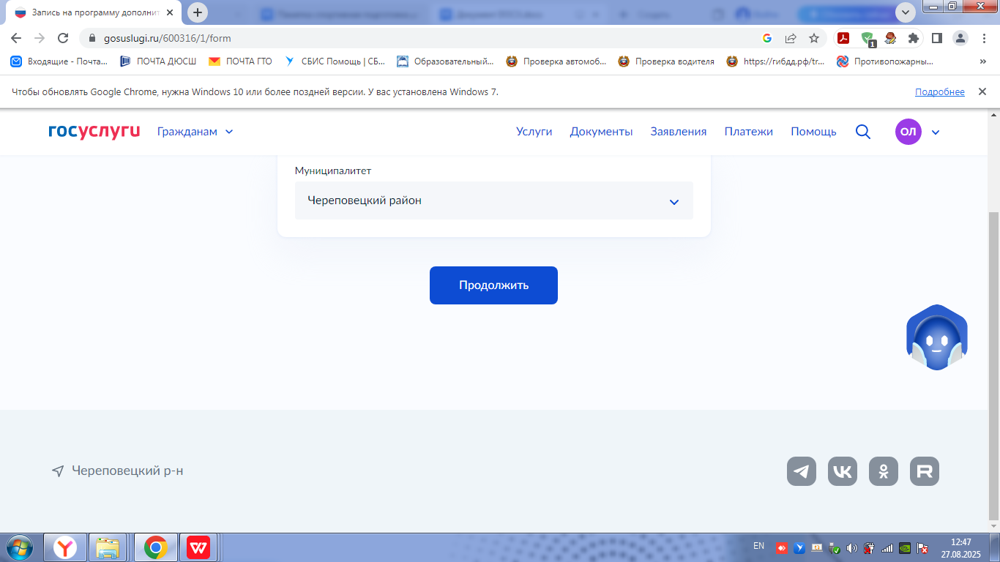 Запись на программу дополнит
gosuslugi.ru/600316/1/form
1
Входящие - Почта...
ПОЧТА ДЮСШ
ПОЧТА ГТО
СБИС Помощь | СБ...
Образовательный...
Проверка автомоб...
Проверка водителя
https://гибдд.рф/tr...
Противопожарны...
Чтобы обновлять Google Chrome, нужна Windows 10 или более поздней версии. У вас установлена Windows 7.
Подробнее
госуслуги
Гражданам
Услуги
Документы
Заявления
Платежи
Помощь
ОЛ
Муниципалитет
Череповецкий район
Продолжить
Череповецкий р-н
EN
12:47
27.08.2025